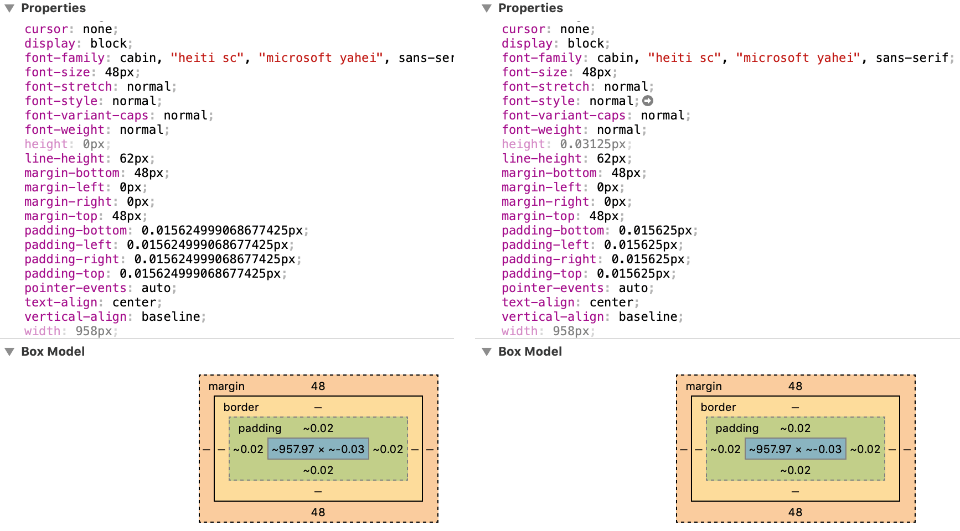 Properties
cursor: none;
display: block;
font-family: cabin, "heiti sc", "microsoft yahei", sans-ser
font-size: 48px;
font-stretch: normal;
font-style: normal;
font-variant-caps: normal;
font-weight: normal;
height: 0px;
line-height: 62px;
margin-bottom: 48px;
margin-left: 0px;
margin-right: 0px;
margin-top: 48px;
padding-bottom: 0.015624999068677425px;
padding-left: 0.015624999068677425px;
padding-right: 0.015624999068677425px;
padding-top: 0.015624999068677425px;
pointer-events: auto;
text-align: center;
vertical-align: baseline;
width: 958px;
Box Model
margin 48
border –
padding ~0.02
– – ~0.02 ~957.97 × ~-0.03 ~0.02 – –
~0.02
–
48
Properties
cursor: none;
display: block;
font-family: cabin, "heiti sc", "microsoft yahei", sans-serif;
font-size: 48px;
font-stretch: normal;
font-style: normal;
font-variant-caps: normal;
font-weight: normal;
height: 0.03125px;
line-height: 62px;
margin-bottom: 48px;
margin-left: 0px;
margin-right: 0px;
margin-top: 48px;
padding-bottom: 0.015625px;
padding-left: 0.015625px;
padding-right: 0.015625px;
padding-top: 0.015625px;
pointer-events: auto;
text-align: center;
vertical-align: baseline;
width: 958px;
Box Model
margin 48
border –
padding ~0.02
– – ~0.02 ~957.97 × ~-0.03 ~0.02 – –
~0.02
–
48